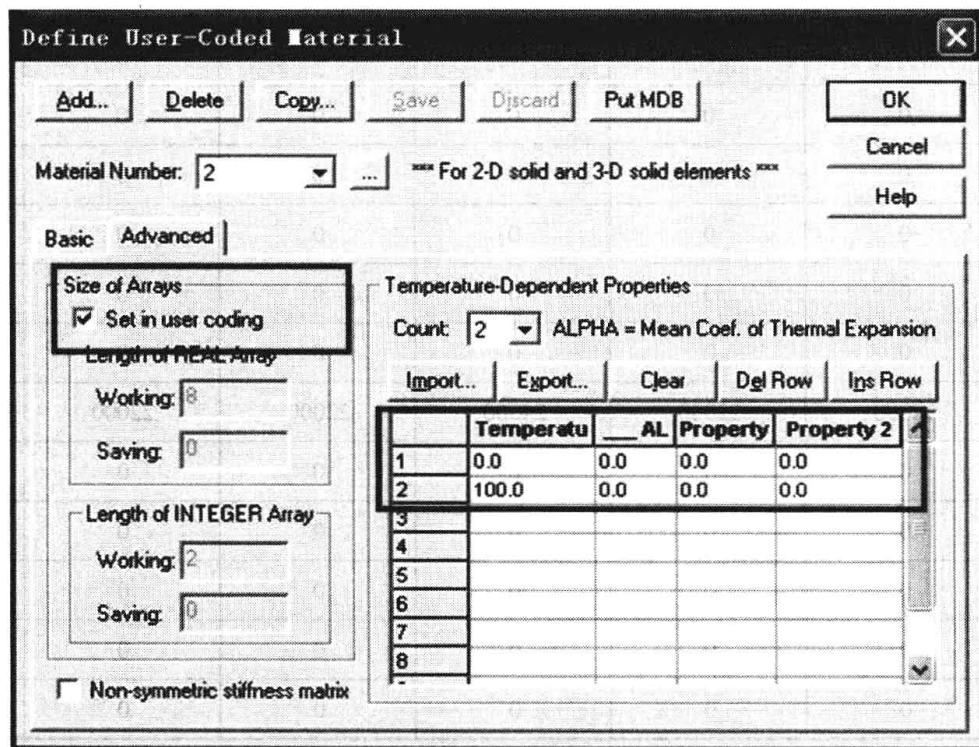 Define User-Coded Material
Add... Delete Copy... Save Discard Put MDB OK
Material Number: 2 ... *** For 2-D solid and 3-D solid elements *** Cancel
Help
Basic Advanced
Size of Arrays
Set in user coding
Length of REAL Array
Working: 8
Saving: 0
Length of INTEGER Array
Working: 2
Saving: 0
Non-symmetric stiffness matrix
Temperature-Dependent Properties
Count: 2 ALPHA = Mean Coef. of Thermal Expansion
Import... Export... Clear Del Row Ins Row
Temperatu ___ AL Property Property 2
1 0.0 0.0 0.0 0.0
2 100.0 0.0 0.0 0.0
3
4
5
6
7
8